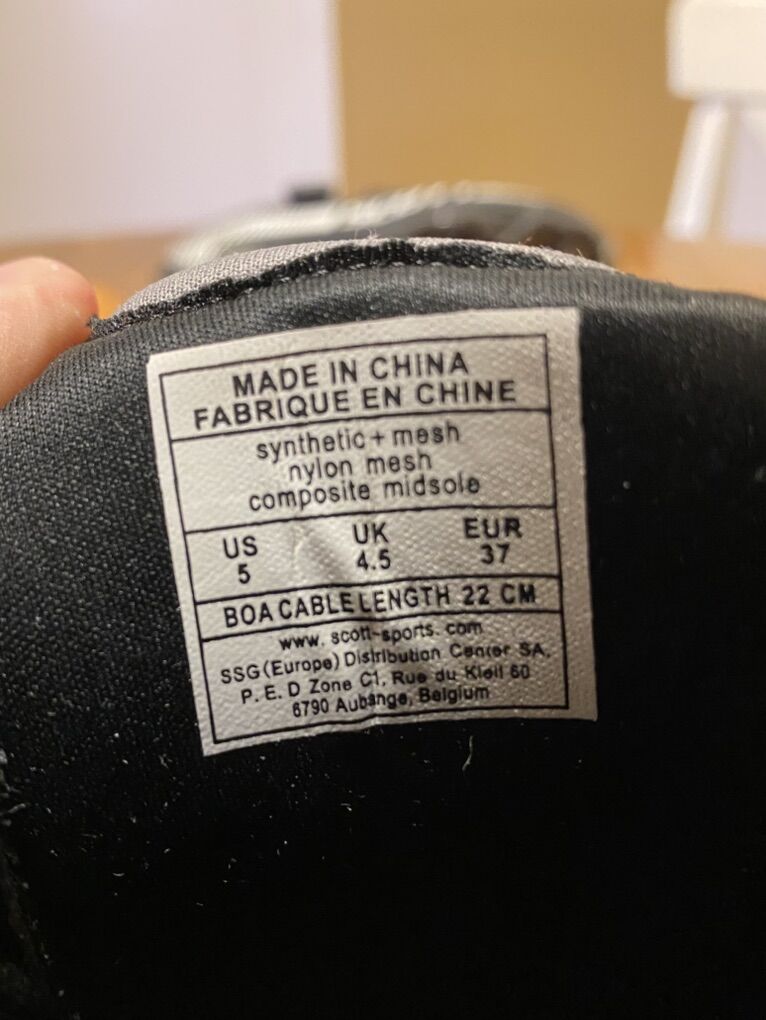 MADE IN CHINA
FABRIQUE EN CHINE
synthetic + mesh
nylon mesh
composite midsole
US UK EUR
5 4.5 37
BOA CABLE LENGTH 22 CM
www. scott-sports. com
SSG (Europe) Distribution Center SA.
P. E. D Zone C1, Rue du Kiell 60
6790 Aubange, Belgium